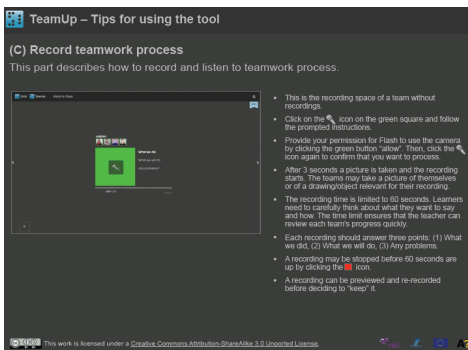 TeamUp – Tips for using the tool
(C) Record teamwork process
This part describes how to record and listen to teamwork process.
• This is the recording space of a team without
recordings.
• Click on the icon on the green square and follow
the prompted instructions.
• Provide your permission for Flash to use the camera
by clicking the green button “allow”. Then, click the
icon again to confirm that you want to process.
• After 3 seconds a picture is taken and the recording
starts. The teams may take a picture of themselves
or of a drawing/object relevant for their recording.
• The recording time is limited to 60 seconds. Learners
need to carefully think about what they want to say
and how. The time limit ensures that the teacher can
review each team's progress quickly.
• Each recording should answer three points: (1) What
we did, (2) What we will do, (3) Any problems?
• A recording may be stopped before 60 seconds are
up by clicking the icon.
• A recording can be previewed and re-recorded
before deciding to “keep” it.
This work is licensed under a Creative Commons Attribution-ShareAlike 3.0 Unported License.